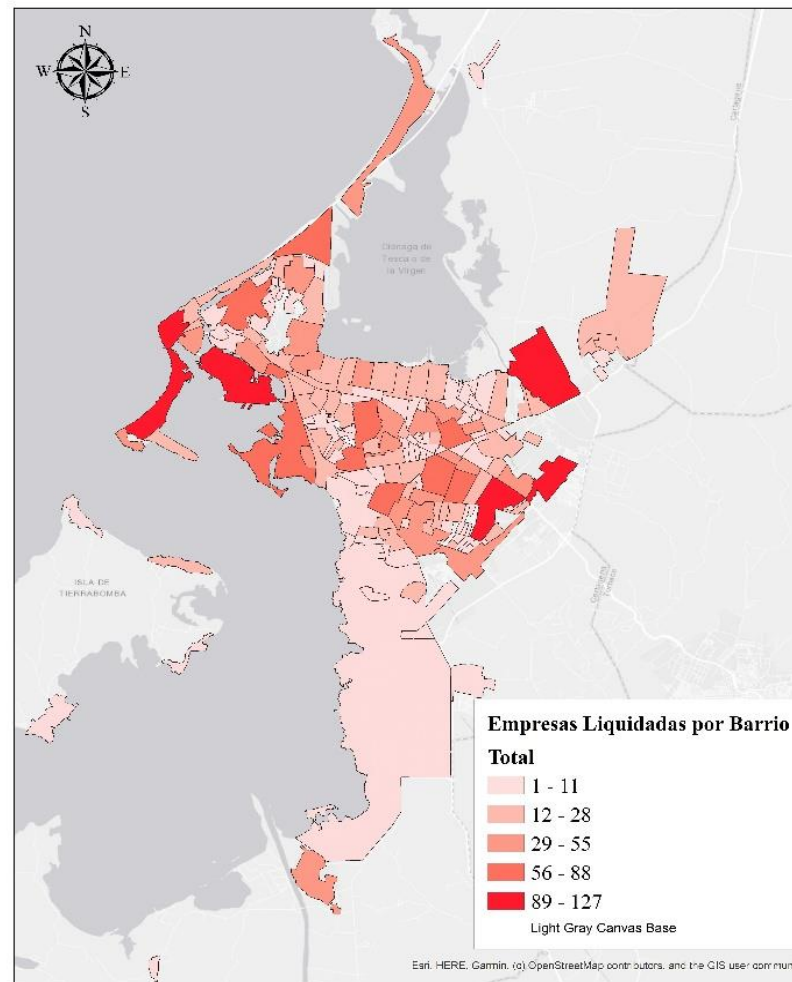 N
W E
S
Ciénaga de
Tesca o de
la Virgen
Cartagena
ISLA DE
TIERRABOMBA
Empresas Liquidadas por Barrio
Total
1 - 11
12 - 28
29 - 55
56 - 88
89 - 127
Light Gray Canvas Base
Esri, HERE, Garmin, (c) OpenStreetMap contributors, and the GIS user commun